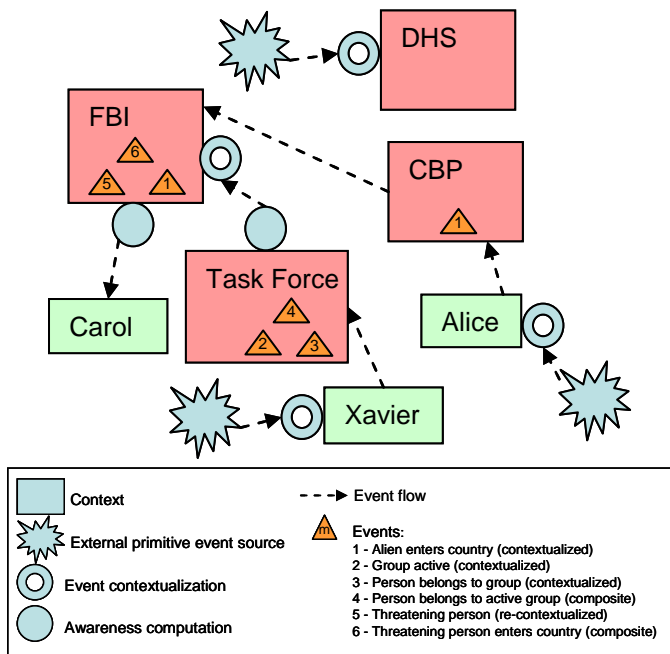 DHS
FBI
6
5
1
CBP
1
Task Force
4
2
3
Carol
Alice
Xavier
Context
External primitive event source
Event contextualization
Awareness computation
Event flow
m
Events:
1 - Alien enters country (contextualized)
2 - Group active (contextualized)
3 - Person belongs to group (contextualized)
4 - Person belongs to active group (composite)
5 - Threatening person (re-contextualized)
6 - Threatening person enters country (composite)